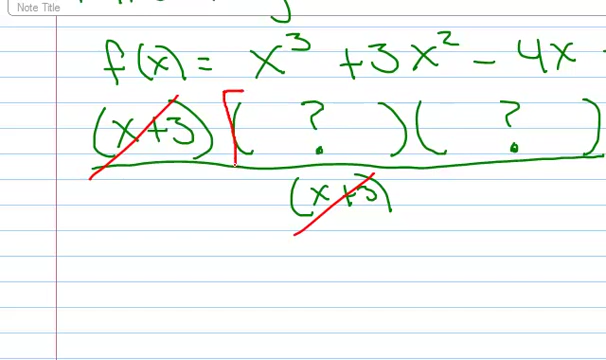 Note Title
f(x) = x³ + 3x² - 4x
(x+3) [( ? )( ? )
(x+3)